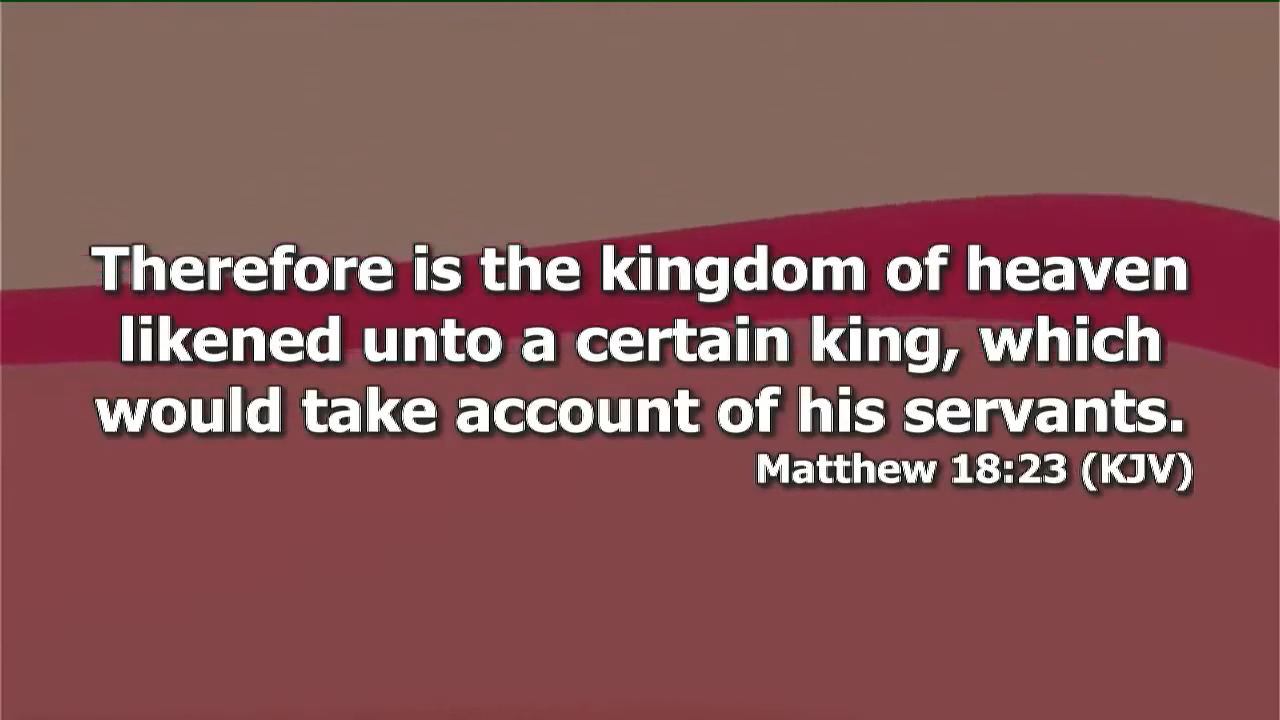 Therefore is the kingdom of heaven
likened unto a certain king, which
would take account of his servants.
Matthew 18:23 (KJV)